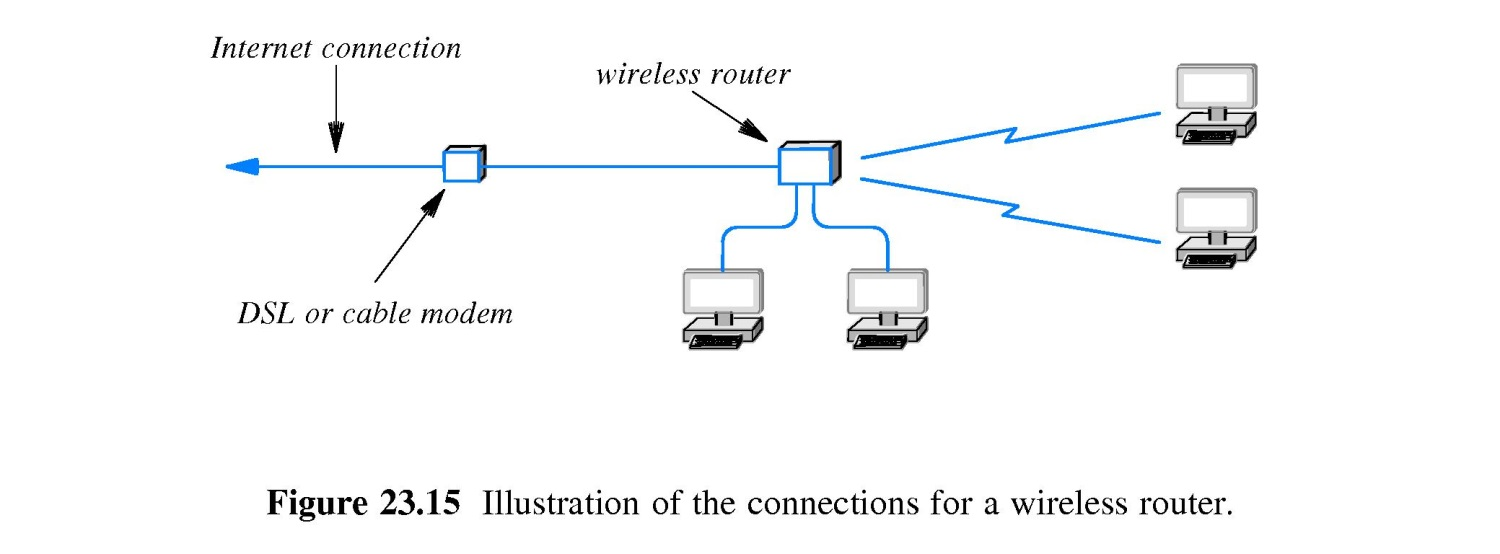 Internet connection
wireless router
DSL or cable modem
Figure 23.15 Illustration of the connections for a wireless router.